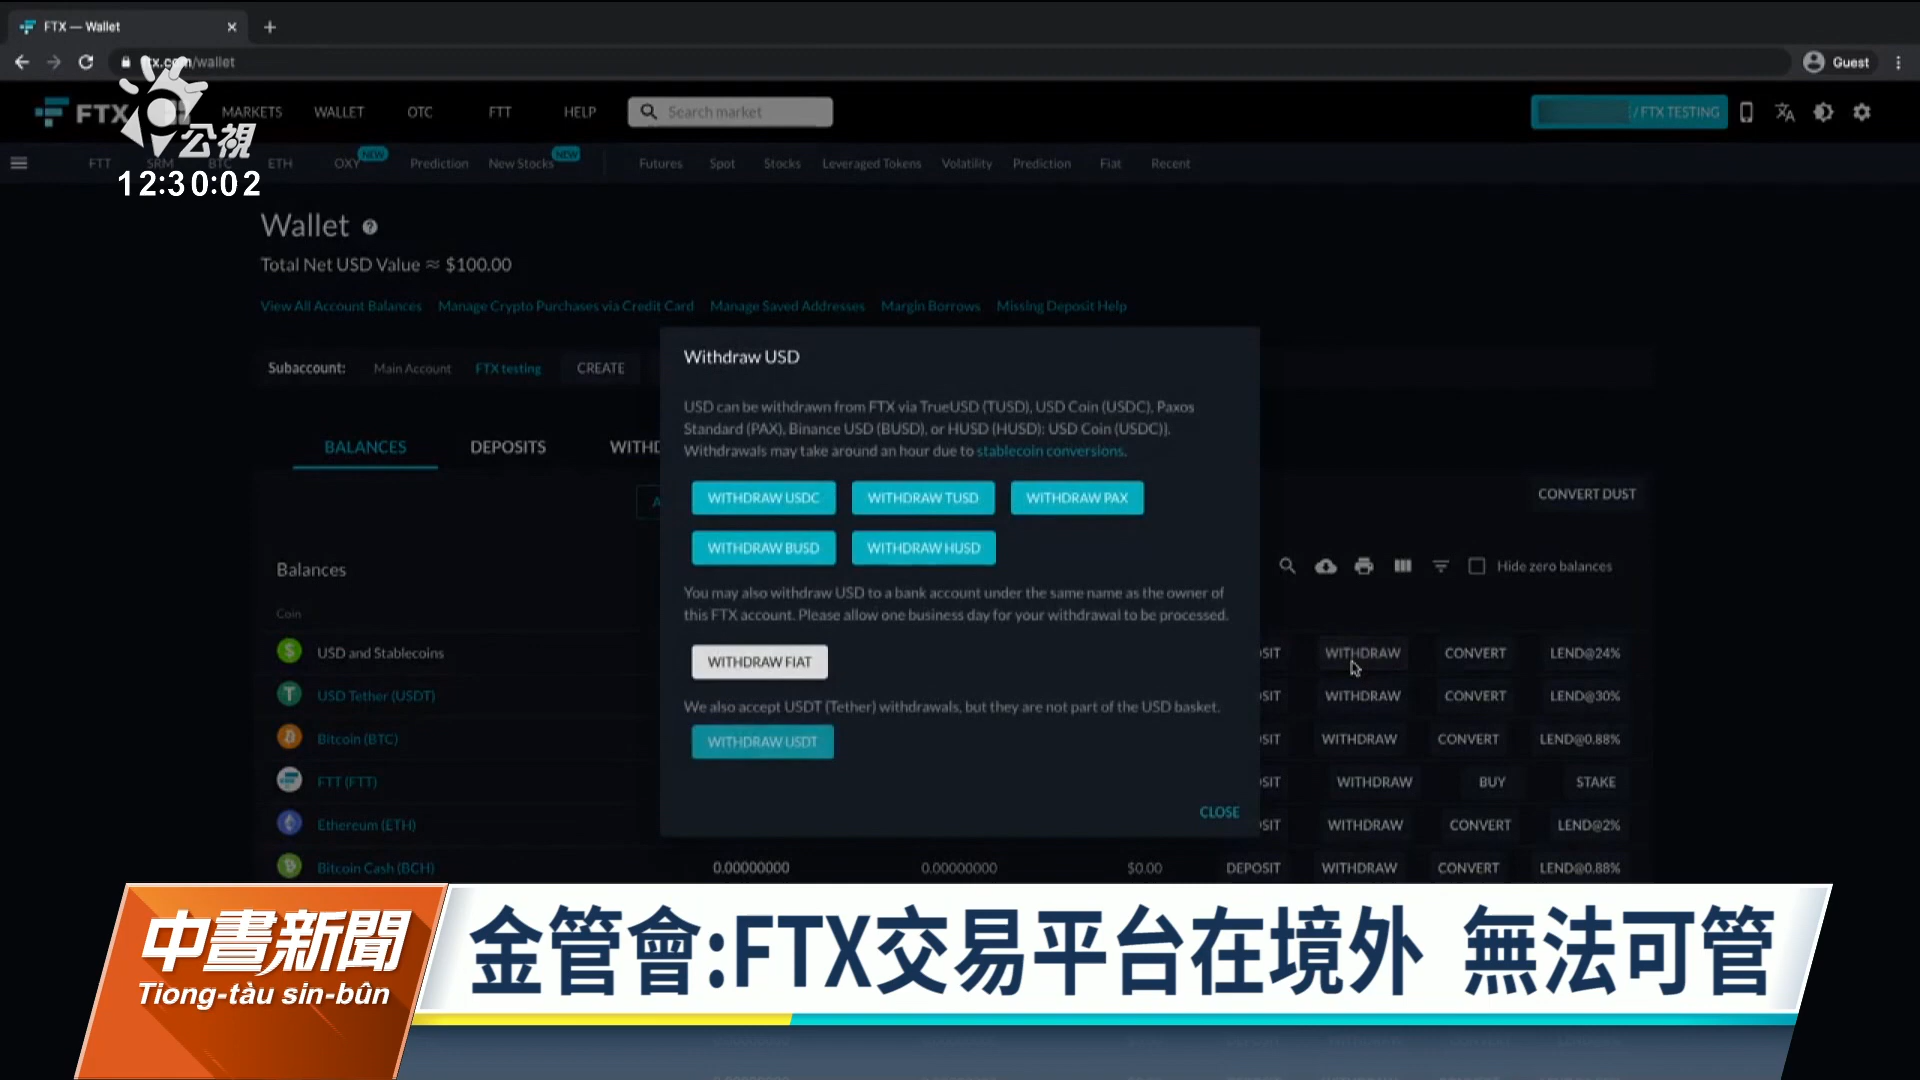 FTX — Wallet
/wallet
Guest
FTX
MARKETS WALLET OTC FTT HELP
Search market
/ FTX TESTING
公視
FTT SRM BTC ETH OXY NEW Prediction New Stocks NEW Futures Spot Stocks Leveraged Tokens Volatility Prediction Fiat Recent
12:30:02
Wallet
Total Net USD Value ≈ $100.00
View All Account Balances Manage Crypto Purchases via Credit Card Manage Saved Addresses Margin Borrows Missing Deposit Help
Subaccount: Main Account FTX testing CREATE
BALANCES DEPOSITS
CONVERT DUST
Withdraw USD
USD can be withdrawn from FTX via TrueUSD (TUSD), USD Coin (USDC), Paxos
Standard (PAX), Binance USD (BUSD), or HUSD (HUSD): USD Coin (USDC)].
Withdrawals may take around an hour due to stablecoin conversions.
WITHDRAW USDC WITHDRAW TUSD WITHDRAW PAX
WITHDRAW BUSD WITHDRAW HUSD
You may also withdraw USD to a bank account under the same name as the owner of
this FTX account. Please allow one business day for your withdrawal to be processed.
WITHDRAW FIAT
We also accept USDT (Tether) withdrawals, but they are not part of the USD basket.
WITHDRAW USDT
CLOSE
Balances
Hide zero balances
Coin
USD and Stablecoins WITHDRAW CONVERT LEND@24%
USD Tether (USDT) WITHDRAW CONVERT LEND@30%
Bitcoin (BTC) WITHDRAW CONVERT LEND@0.88%
FTT (FTT) WITHDRAW BUY STAKE
Ethereum (ETH) WITHDRAW CONVERT LEND@2%
Bitcoin Cash (BCH) 0.00000000 0.00000000 $0.00 DEPOSIT WITHDRAW CONVERT LEND@0.88%
中晝新聞
Tiong-tàu sin-bûn
金管會:FTX交易平台在境外 無法可管